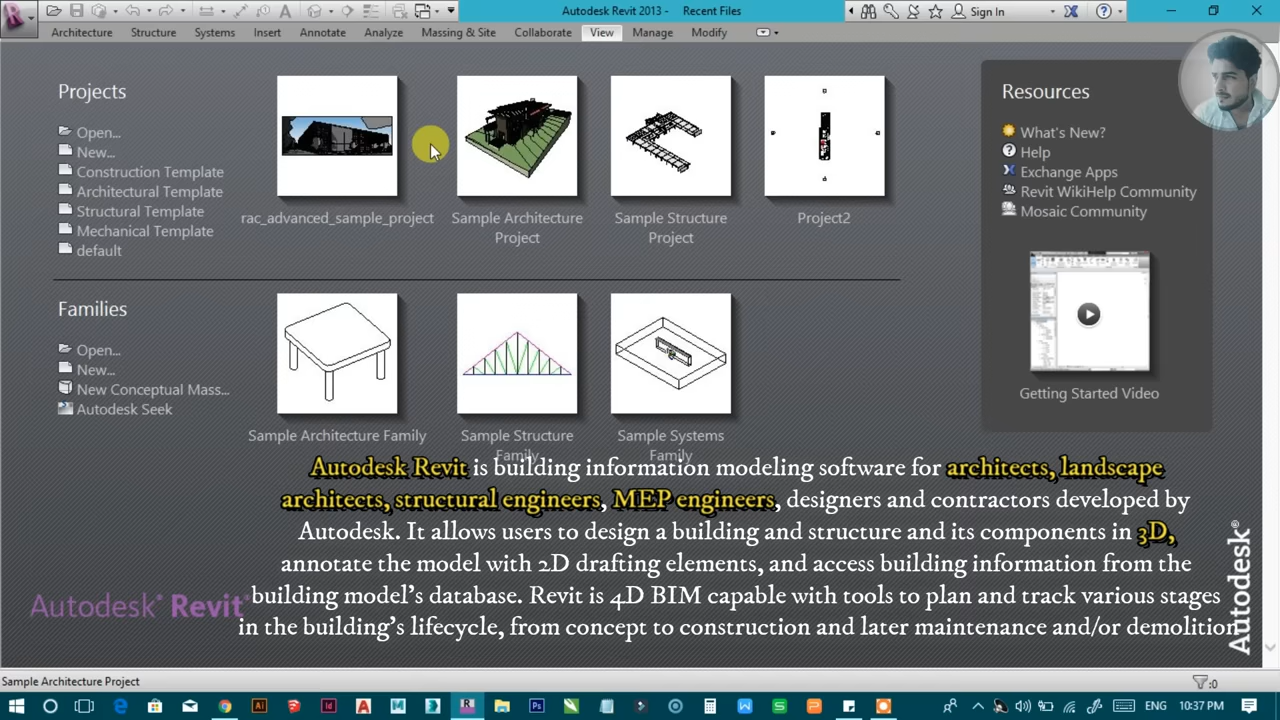 Autodesk Revit 2013 - Recent Files
Sign In
Architecture Structure Systems Insert Annotate Analyze Massing & Site Collaborate View Manage Modify
Projects
Open...
New...
Construction Template
Architectural Template
Structural Template
Mechanical Template
default
rac_advanced_sample_project
Sample Architecture
Project
Sample Structure
Project
Project2
Resources
What's New?
Help
Exchange Apps
Revit WikiHelp Community
Mosaic Community
Getting Started Video
Families
Open...
New...
New Conceptual Mass...
Autodesk Seek
Sample Architecture Family
Sample Structure
Family
Sample Systems
Family
Autodesk Revit is building information modeling software for architects, landscape
architects, structural engineers, MEP engineers, designers and contractors developed by
Autodesk. It allows users to design a building and structure and its components in 3D,
annotate the model with 2D drafting elements, and access building information from the
building model's database. Revit is 4D BIM capable with tools to plan and track various stages
in the building's lifecycle, from concept to construction and later maintenance and/or demolition
Autodesk® Revit®
Autodesk®
Sample Architecture Project
:0
ENG 10:37 PM